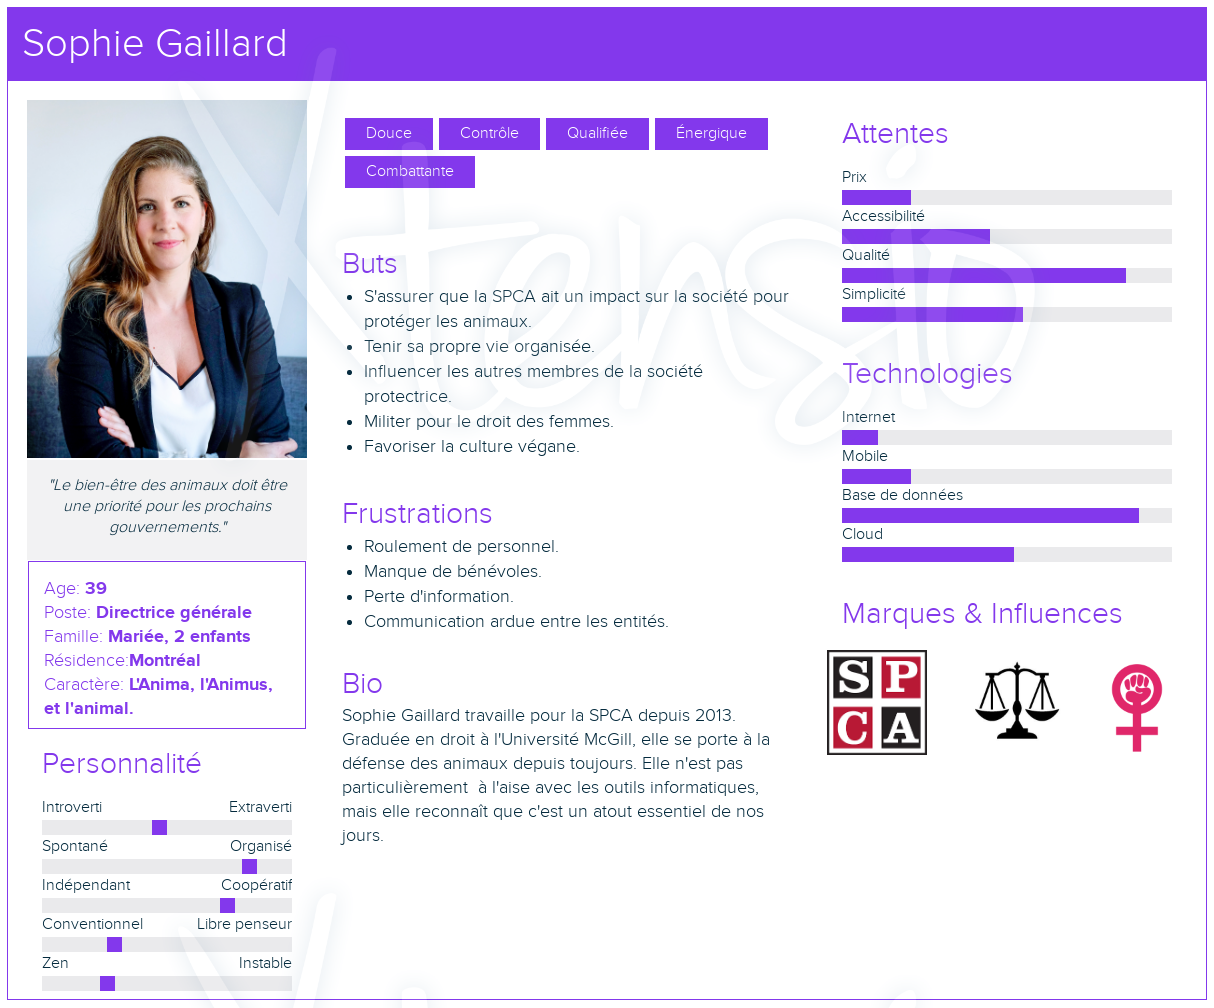 Sophie Gaillard
"Le bien-être des animaux doit être
une priorité pour les prochains
gouvernements."
Age: 39
Poste: Directrice générale
Famille: Mariée, 2 enfants
Résidence:Montréal
Caractère: L'Anima, l'Animus,
et l'animal.
Personnalité
Introverti Extraverti
Spontané Organisé
Indépendant Coopératif
Conventionnel Libre penseur
Zen Instable
Douce Contrôle Qualifiée Énergique
Combattante
Buts
S'assurer que la SPCA ait un impact sur la société pour
protéger les animaux.
Tenir sa propre vie organisée.
Influencer les autres membres de la société
protectrice.
Militer pour le droit des femmes.
Favoriser la culture végane.
Frustrations
Roulement de personnel.
Manque de bénévoles.
Perte d'information.
Communication ardue entre les entités.
Bio
Sophie Gaillard travaille pour la SPCA depuis 2013.
Graduée en droit à l'Université McGill, elle se porte à la
défense des animaux depuis toujours. Elle n'est pas
particulièrement  à l'aise avec les outils informatiques,
mais elle reconnaît que c'est un atout essentiel de nos
jours.
Attentes
Prix
Accessibilité
Qualité
Simplicité
Technologies
Internet
Mobile
Base de données
Cloud
Marques & Influences
SP
CA
Xtensio